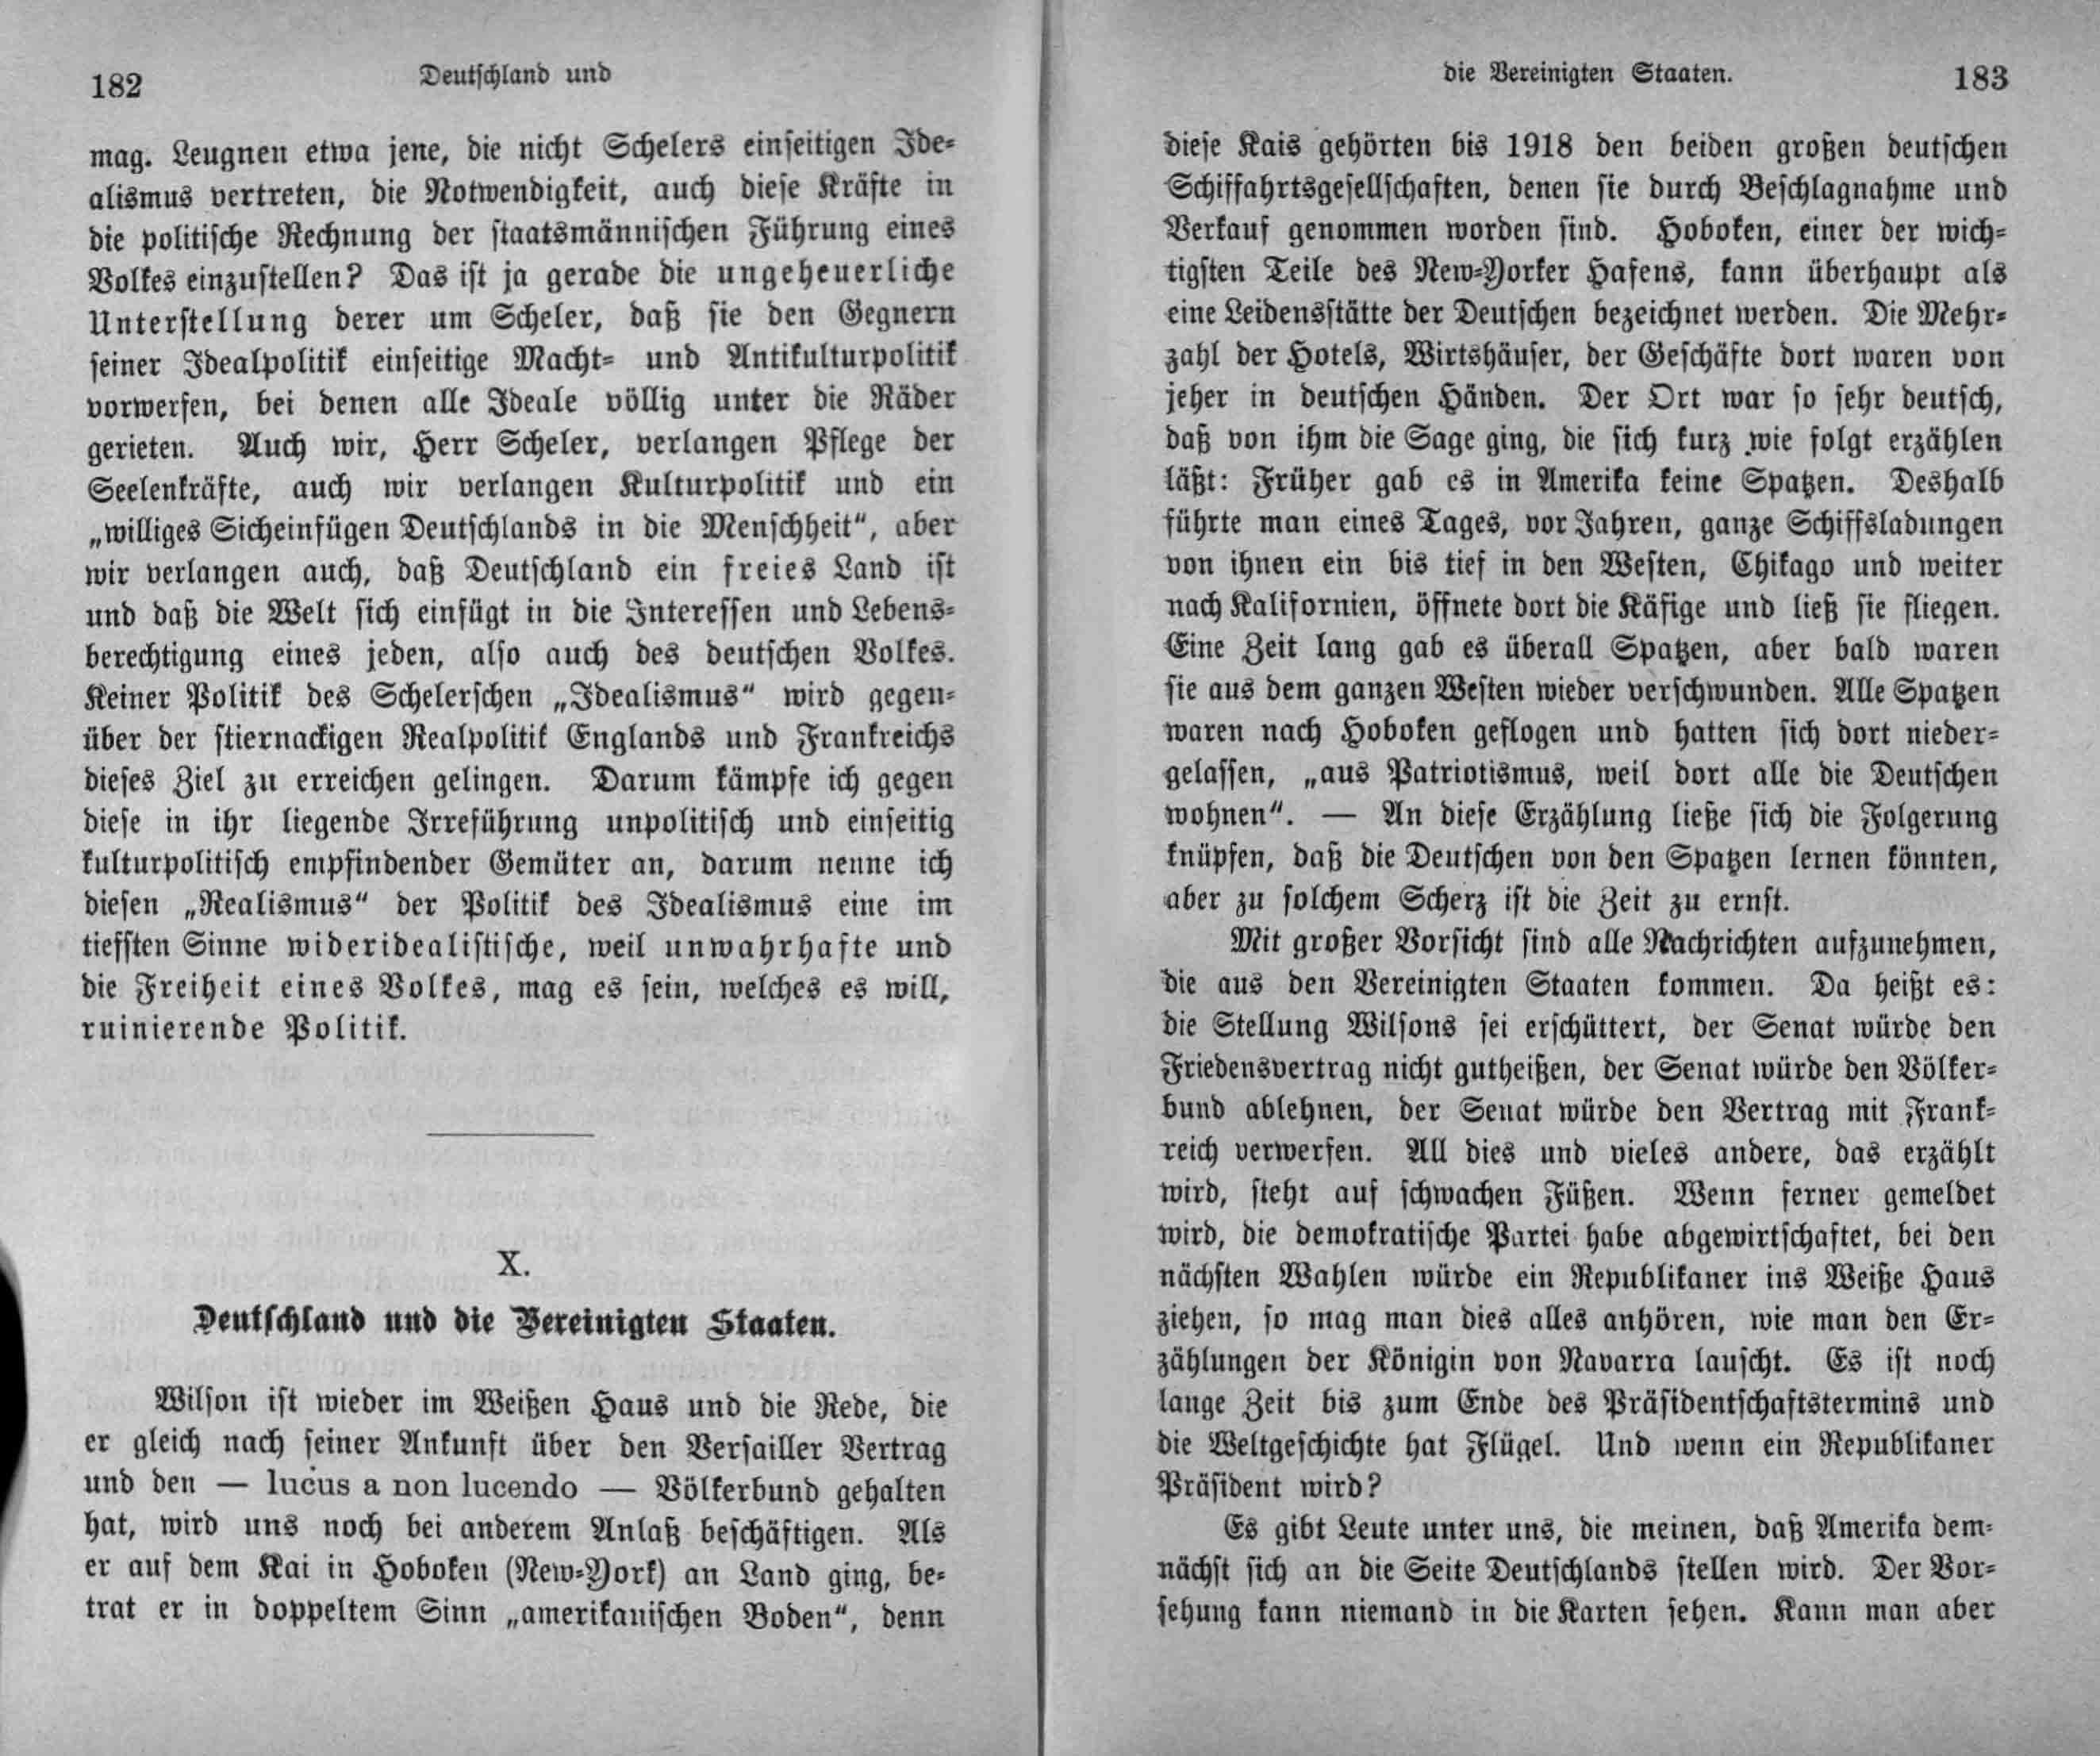 182
Deutschland und
mag. Leugnen etwa jene, die nicht Schelers einseitigen Ide-
alismus vertreten, die Notwendigkeit, auch diese Kräfte in
die politische Rechnung der staatsmännischen Führung eines
Volkes einzustellen? Das ist ja gerade die ungeheuerliche
Unterstellung derer um Scheler, daß sie den Gegnern
seiner Idealpolitik einseitige Macht- und Antikulturpolitik
vorwerfen, bei denen alle Ideale völlig unter die Räder
gerieten. Auch wir, Herr Scheler, verlangen Pflege der
Seelenkräfte, auch wir verlangen Kulturpolitik und ein
„williges Sicheinfügen Deutschlands in die Menschheit“, aber
wir verlangen auch, daß Deutschland ein freies Land ist
und daß die Welt sich einfügt in die Interessen und Lebens-
berechtigung eines jeden, also auch des deutschen Volkes.
Keiner Politik des Schelerschen „Idealismus“ wird gegen-
über der stiernackigen Realpolitik Englands und Frankreichs
dieses Ziel zu erreichen gelingen. Darum kämpfe ich gegen
diese in ihr liegende Irreführung unpolitisch und einseitig
kulturpolitisch empfindender Gemüter an, darum nenne ich
diesen „Realismus“ der Politik des Idealismus eine im
tiefsten Sinne wideridealistische, weil unwahrhafte und
die Freiheit eines Volkes, mag es sein, welches es will,
ruinierende Politik.
X.
Deutschland und die Vereinigten Staaten.
Wilson ist wieder im Weißen Haus und die Rede, die
er gleich nach seiner Ankunft über den Versailler Vertrag
und den — lucus a non lucendo — Völkerbund gehalten
hat, wird uns noch bei anderem Anlaß beschäftigen. Als
er auf dem Kai in Hoboken (New-York) an Land ging, be-
trat er in doppeltem Sinn „amerikanischen Boden“, denn
die Vereinigten Staaten.
183
diese Kais gehörten bis 1918 den beiden großen deutschen
Schiffahrtsgesellschaften, denen sie durch Beschlagnahme und
Verkauf genommen worden sind. Hoboken, einer der wich-
tigsten Teile des New-Yorker Hafens, kann überhaupt als
eine Leidensstätte der Deutschen bezeichnet werden. Die Mehr-
zahl der Hotels, Wirtshäuser, der Geschäfte dort waren von
jeher in deutschen Händen. Der Ort war so sehr deutsch,
daß von ihm die Sage ging, die sich kurz wie folgt erzählen
läßt: Früher gab es in Amerika keine Spatzen. Deshalb
führte man eines Tages, vor Jahren, ganze Schiffsladungen
von ihnen ein bis tief in den Westen, Chikago und weiter
nach Kalifornien, öffnete dort die Käfige und ließ sie fliegen.
Eine Zeit lang gab es überall Spatzen, aber bald waren
sie aus dem ganzen Westen wieder verschwunden. Alle Spatzen
waren nach Hoboken geflogen und hatten sich dort nieder-
gelassen, „aus Patriotismus, weil dort alle die Deutschen
wohnen“. — An diese Erzählung ließe sich die Folgerung
knüpfen, daß die Deutschen von den Spatzen lernen könnten,
aber zu solchem Scherz ist die Zeit zu ernst.
Mit großer Vorsicht sind alle Nachrichten aufzunehmen,
die aus den Vereinigten Staaten kommen. Da heißt es:
die Stellung Wilsons sei erschüttert, der Senat würde den
Friedensvertrag nicht gutheißen, der Senat würde den Völker-
bund ablehnen, der Senat würde den Vertrag mit Frank-
reich verwerfen. All dies und vieles andere, das erzählt
wird, steht auf schwachen Füßen. Wenn ferner gemeldet
wird, die demokratische Partei habe abgewirtschaftet, bei den
nächsten Wahlen würde ein Republikaner ins Weiße Haus
ziehen, so mag man dies alles anhören, wie man den Er-
zählungen der Königin von Navarra lauscht. Es ist noch
lange Zeit bis zum Ende des Präsidentschaftstermins und
die Weltgeschichte hat Flügel. Und wenn ein Republikaner
Präsident wird?
Es gibt Leute unter uns, die meinen, daß Amerika dem-
nächst sich an die Seite Deutschlands stellen wird. Der Vor-
sehung kann niemand in die Karten sehen. Kann man aber